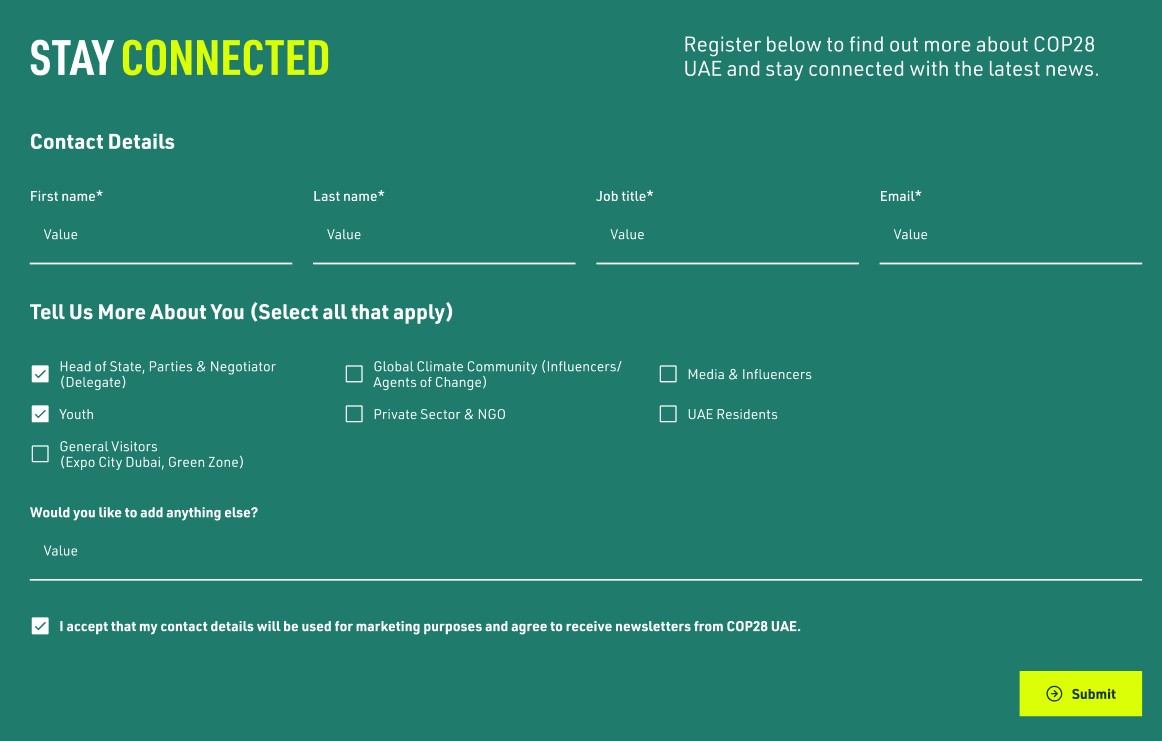 STAY CONNECTED
Register below to find out more about COP28
UAE and stay connected with the latest news.
Contact Details
First name*
Last name*
Job title*
Email*
Value
Value
Value
Value
Tell Us More About You (Select all that apply)
Head of State, Parties & Negotiator
(Delegate)
Global Climate Community (Influencers/
Agents of Change)
Media & Influencers
Youth
Private Sector & NGO
UAE Residents
General Visitors
(Expo City Dubai, Green Zone)
Would you like to add anything else?
Value
I accept that my contact details will be used for marketing purposes and agree to receive newsletters from COP28 UAE.
Submit